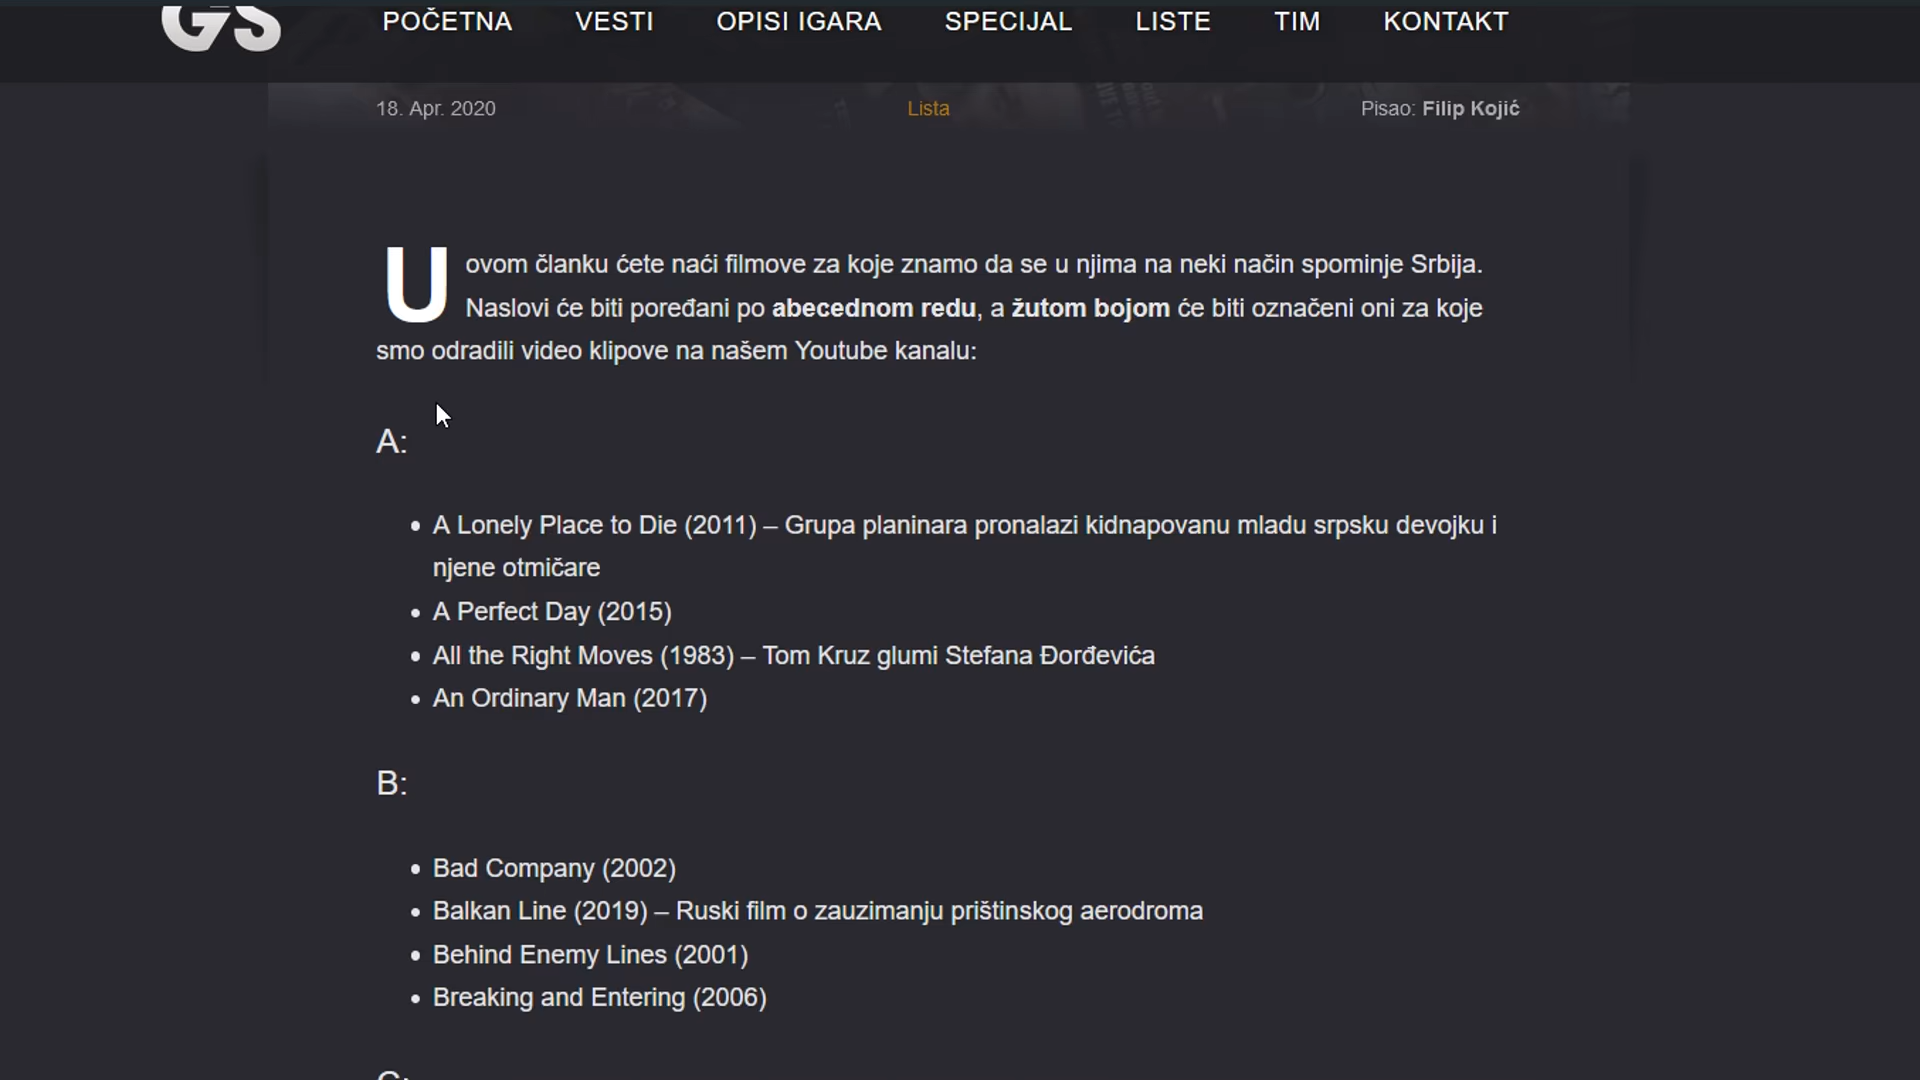 GS
POČETNA VESTI OPISI IGARA SPECIJAL LISTE TIM KONTAKT
18. Apr. 2020 Lista Pisao: Filip Kojić
U ovom članku ćete naći filmove za koje znamo da se u njima na neki način spominje Srbija.
Naslovi će biti poređani po abecednom redu, a žutom bojom će biti označeni oni za koje
smo odradili video klipove na našem Youtube kanalu:
A:
• A Lonely Place to Die (2011) – Grupa planinara pronalazi kidnapovanu mladu srpsku devojku i
njene otmičare
• A Perfect Day (2015)
• All the Right Moves (1983) – Tom Kruz glumi Stefana Đorđevića
• An Ordinary Man (2017)
B:
• Bad Company (2002)
• Balkan Line (2019) – Ruski film o zauzimanju prištinskog aerodroma
• Behind Enemy Lines (2001)
• Breaking and Entering (2006)